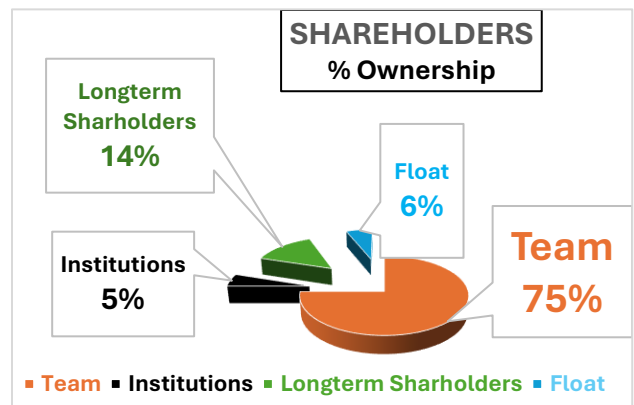 SHAREHOLDERS
% Ownership
Longterm
Sharholders
14%
Float
6%
Team
75%
Institutions
5%
Team Institutions Longterm Sharholders Float